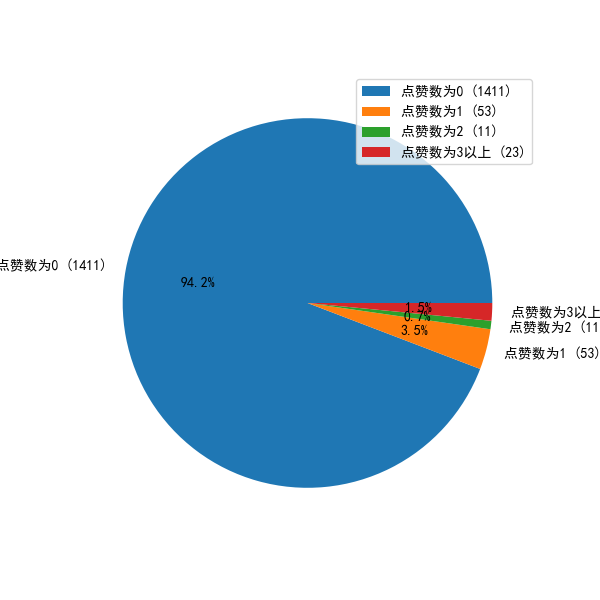 点赞数为0 (1411)
点赞数为1 (53)
点赞数为2 (11)
点赞数为3以上 (23)
点赞数为0 (1411)
94.2%
1.5%
0.7%
3.5%
点赞数为3以上
点赞数为2 (11
点赞数为1 (53)